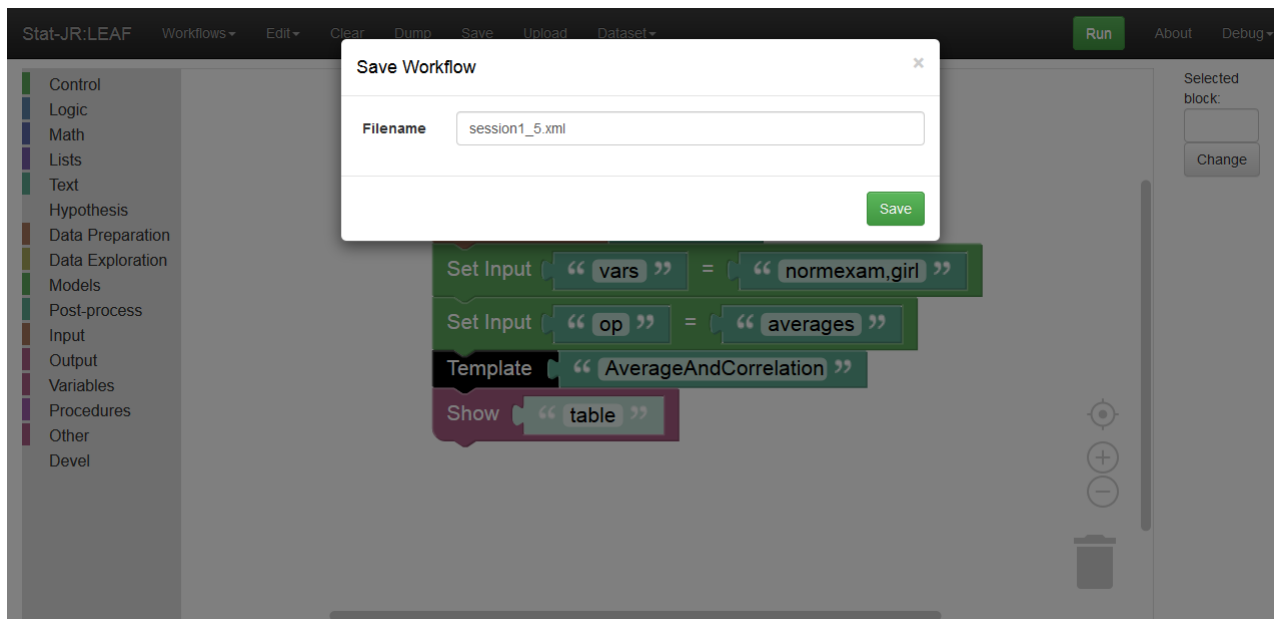 Stat-JR:LEAF Workflows Edit Clear Dump Save Upload Dataset Run About Debug
Save Workflow ×
Filename session1_5.xml
Save
Control
Logic
Math
Lists
Text
Hypothesis
Data Preparation
Data Exploration
Models
Post-process
Input
Output
Variables
Procedures
Other
Devel
Set Input “ vars ” = “ normexam,girl ”
Set Input “ op ” = “ averages ”
Template “ AverageAndCorrelation ”
Show “ table ”
Selected
block:
Change